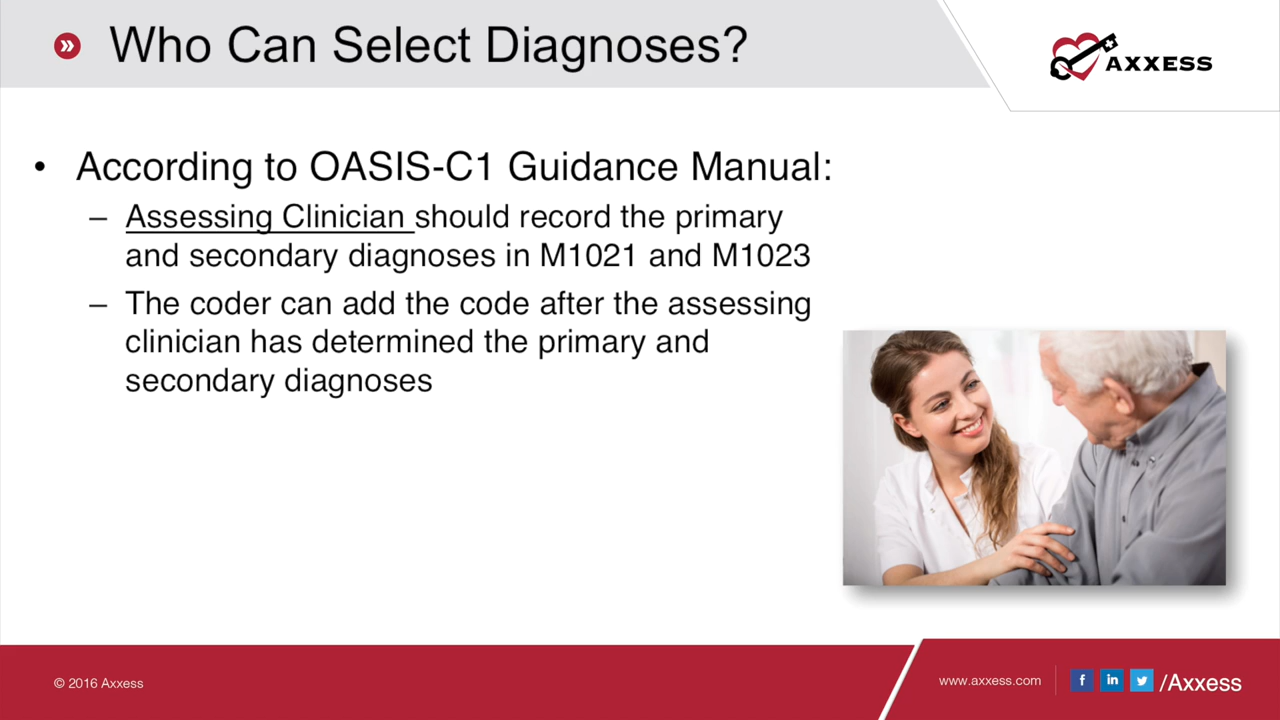 Who Can Select Diagnoses?
AXXESS
• According to OASIS-C1 Guidance Manual:
– Assessing Clinician should record the primary
and secondary diagnoses in M1021 and M1023
– The coder can add the code after the assessing
clinician has determined the primary and
secondary diagnoses
© 2016 Axxess
www.axxess.com
f in /Axxess